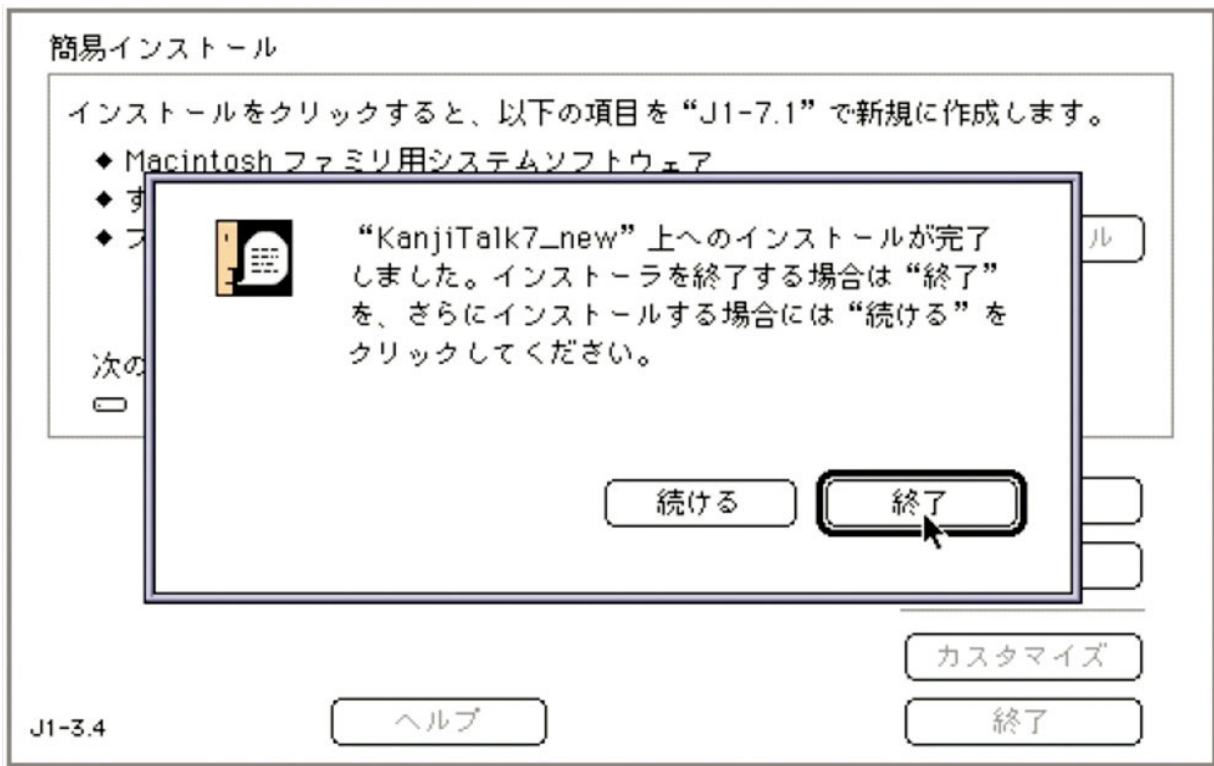 簡易インストール
インストールをクリックすると、以下の項目を“J1-7.1”で新規に作成します。
◆ Macintosh ファミリ用システムソフトウェア
◆ す
◆ プ
ル
“KanjiTalk7_new”上へのインストールが完了
しました。インストーラを終了する場合は“終了”
を、さらにインストールする場合には“続ける”を
クリックしてください。
次の
続ける
終了
カスタマイズ
J1-3.4
ヘルプ
終了